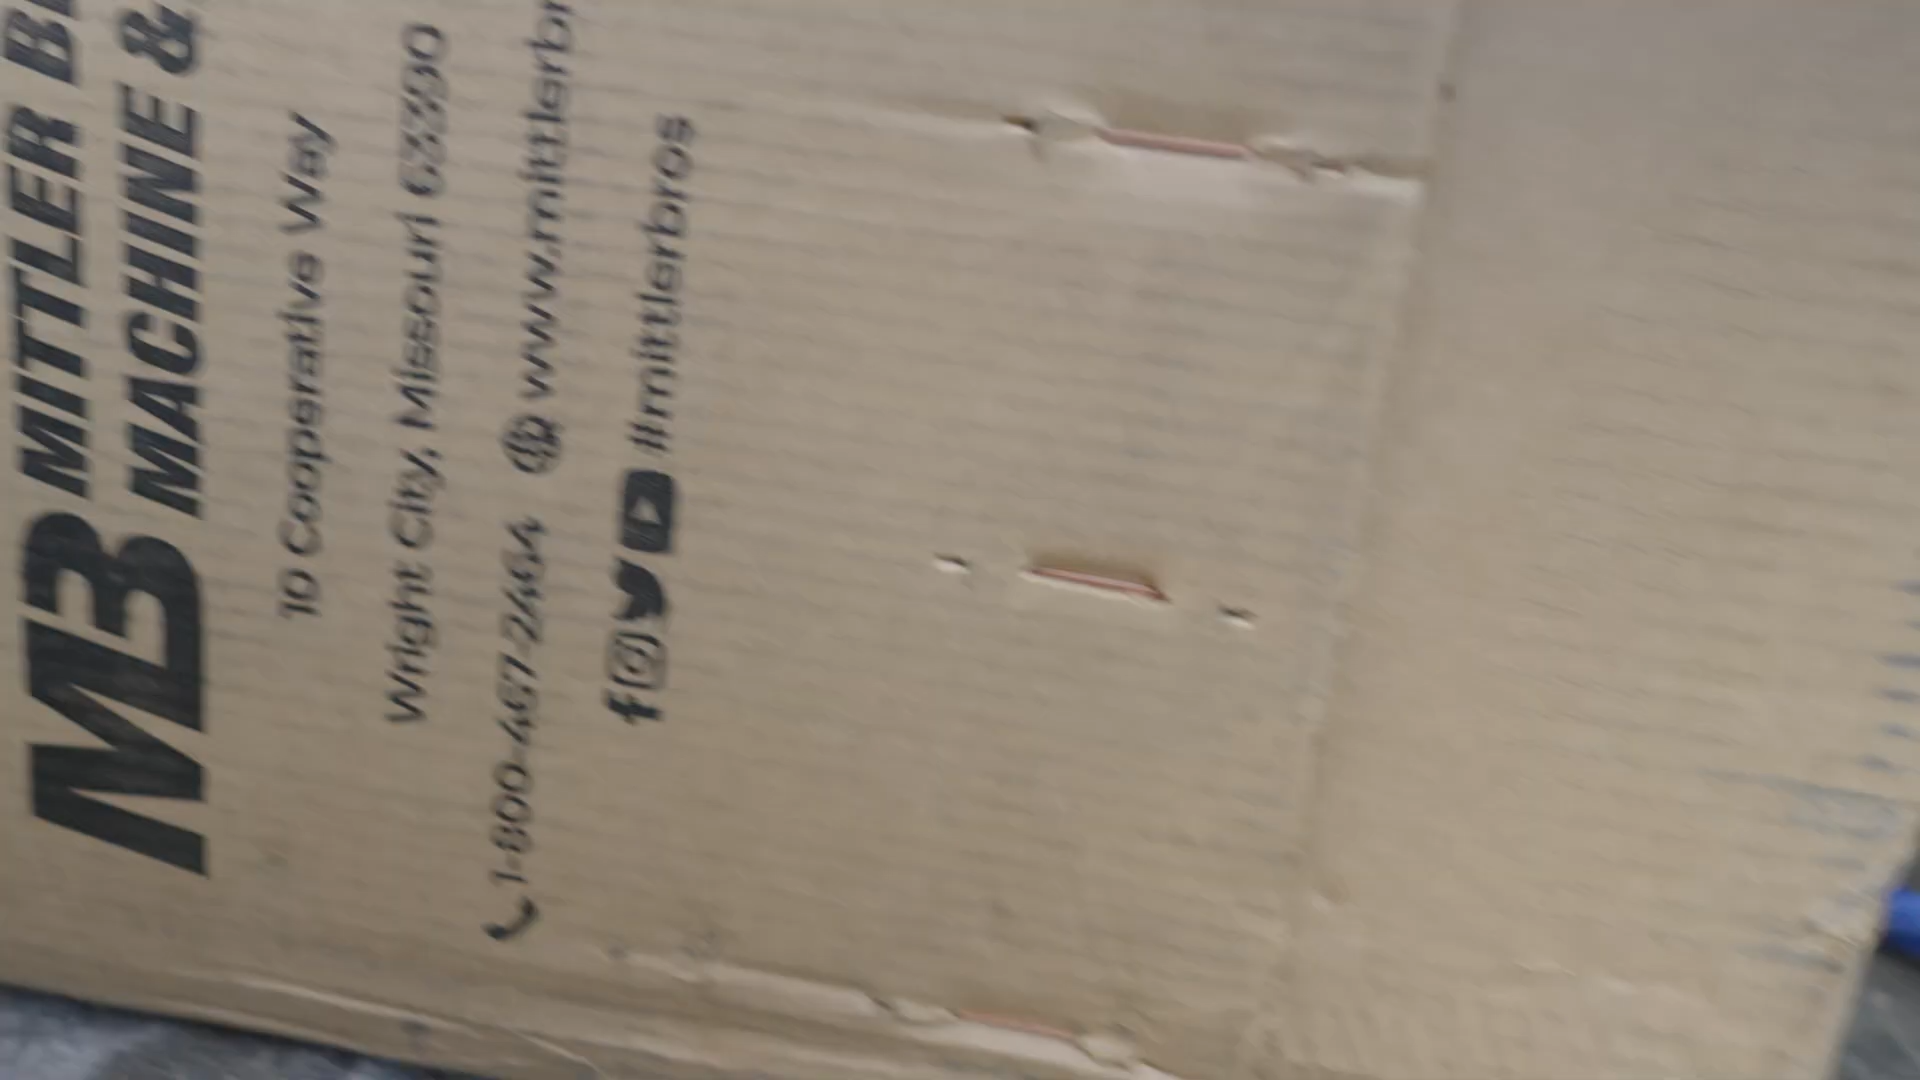 MB MITTLER B
MACHINE &
10 Cooperative Way
Wright City, Missouri 63390
1-800-467-2464 www.mittlerbr
//mittlerbros